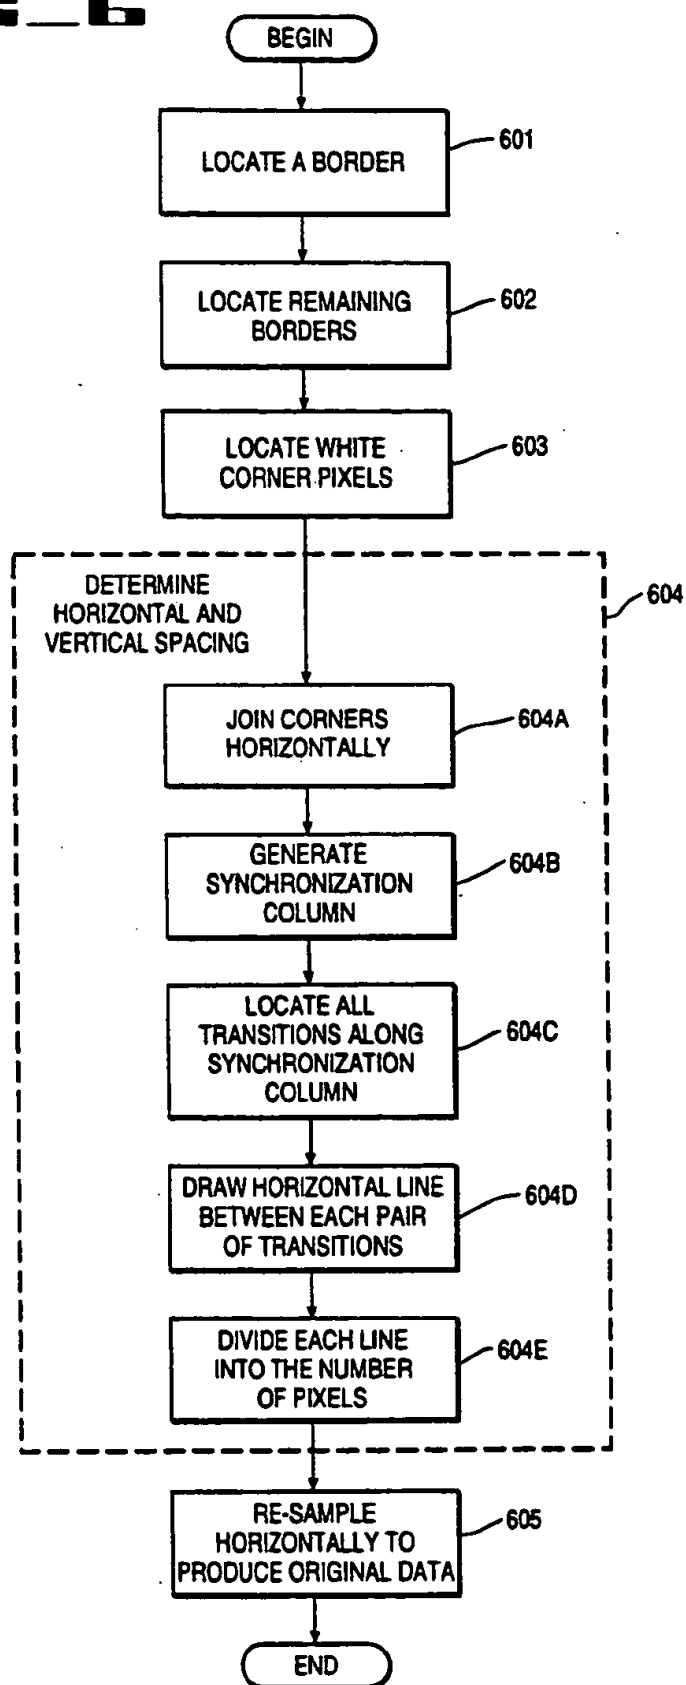 BEGIN
LOCATE A BORDER
601
LOCATE REMAINING
BORDERS
602
LOCATE WHITE
CORNER PIXELS
603
DETERMINE
HORIZONTAL AND
VERTICAL SPACING
604
JOIN CORNERS
HORIZONTALLY
604A
GENERATE
SYNCHRONIZATION
COLUMN
604B
LOCATE ALL
TRANSITIONS ALONG
SYNCHRONIZATION
COLUMN
604C
DRAW HORIZONTAL LINE
BETWEEN EACH PAIR
OF TRANSITIONS
604D
DIVIDE EACH LINE
INTO THE NUMBER
OF PIXELS
604E
RE-SAMPLE
HORIZONTALLY TO
PRODUCE ORIGINAL DATA
605
END